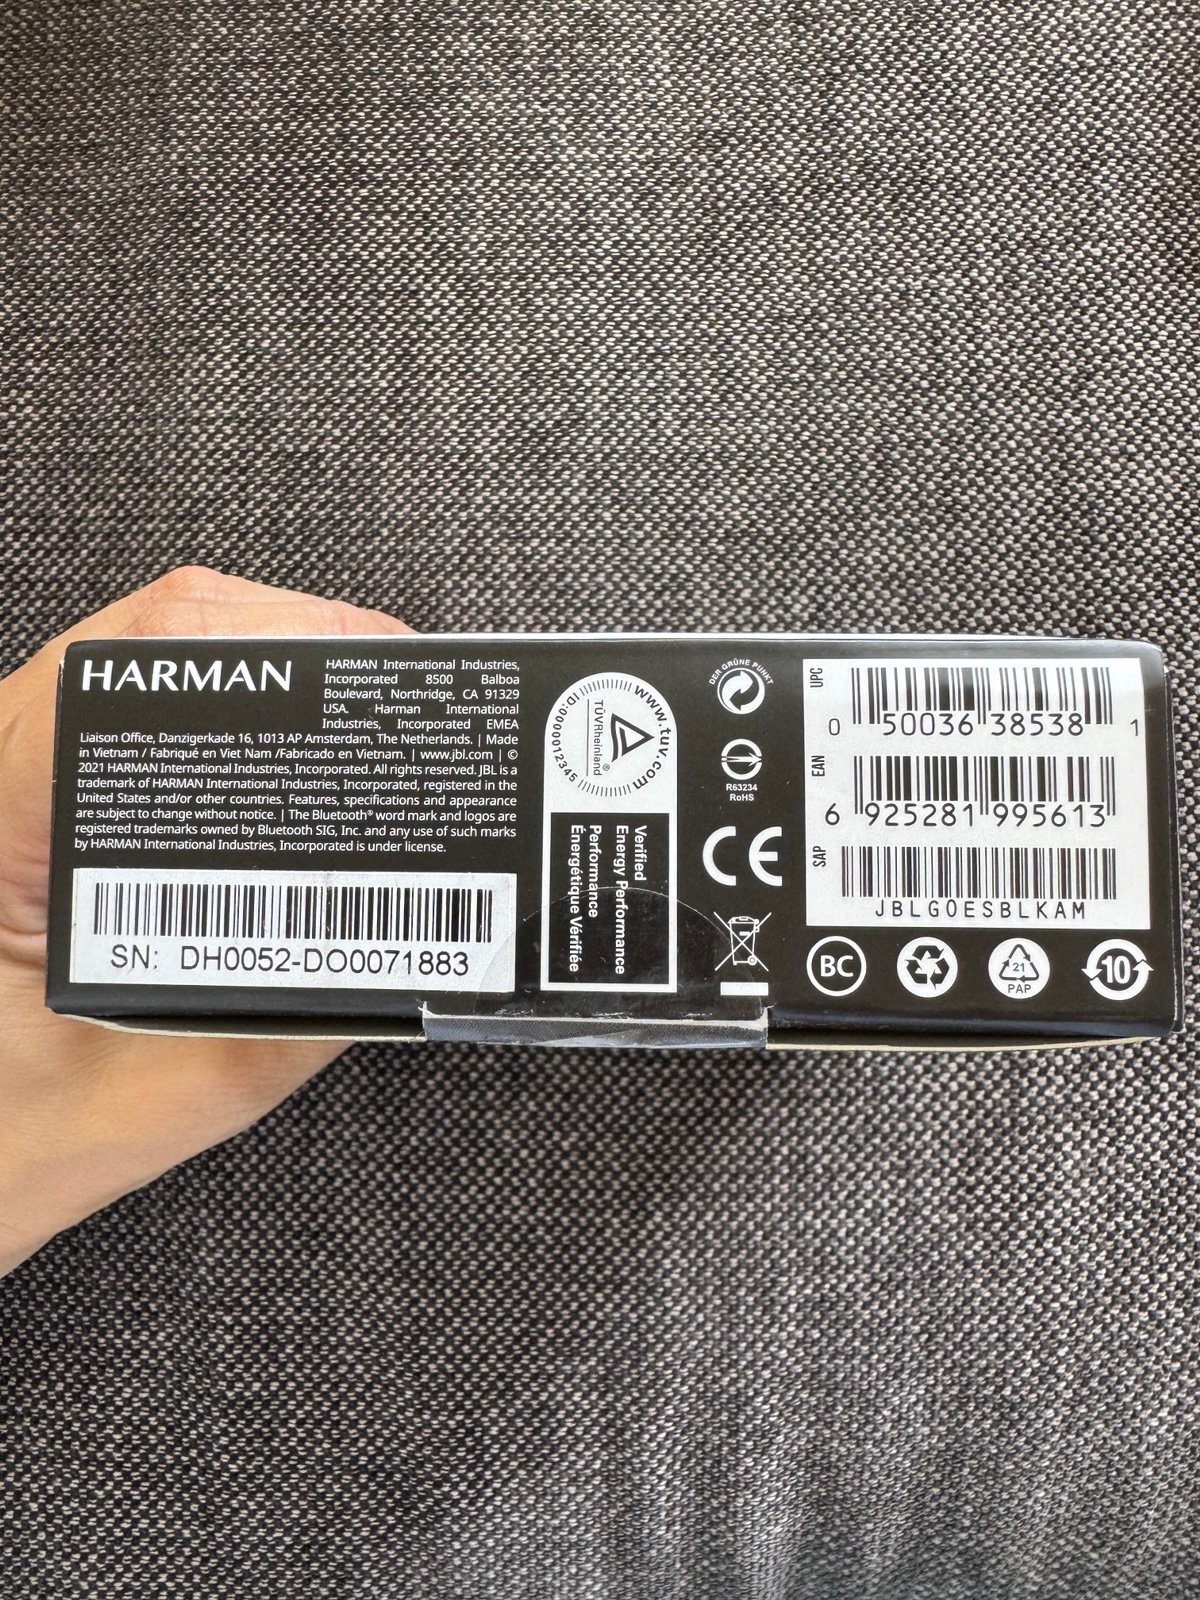 HARMAN
HARMAN International Industries,
Incorporated 8500 Balboa
Boulevard, Northridge, CA 91329
USA. Harman International
Industries, Incorporated EMEA
Liaison Office, Danzigerkade 16, 1013 AP Amsterdam, The Netherlands. | Made
in Vietnam / Fabriqué en Viet Nam /Fabricado en Vietnam. | www.jbl.com | ©
2021 HARMAN International Industries, Incorporated. All rights reserved. JBL is a
trademark of HARMAN International Industries, Incorporated, registered in the
United States and/or other countries. Features, specifications and appearance
are subject to change without notice. | The Bluetooth® word mark and logos are
registered trademarks owned by Bluetooth SIG, Inc. and any use of such marks
by HARMAN International Industries, Incorporated is under license.
SN: DH0052-DO0071883
www.tuv.com
TÜVRheinland®
ID:0000012345
Verified
Energy Performance
Performance
Énergétique Vérifiée
DER GRÜNE PUNKT
R63234
RoHS
CE
UPC
0 50036 38538 1
EAN
6 925281 995613
SAP
JBLGOESBLKAM
BC
21
PAP
10